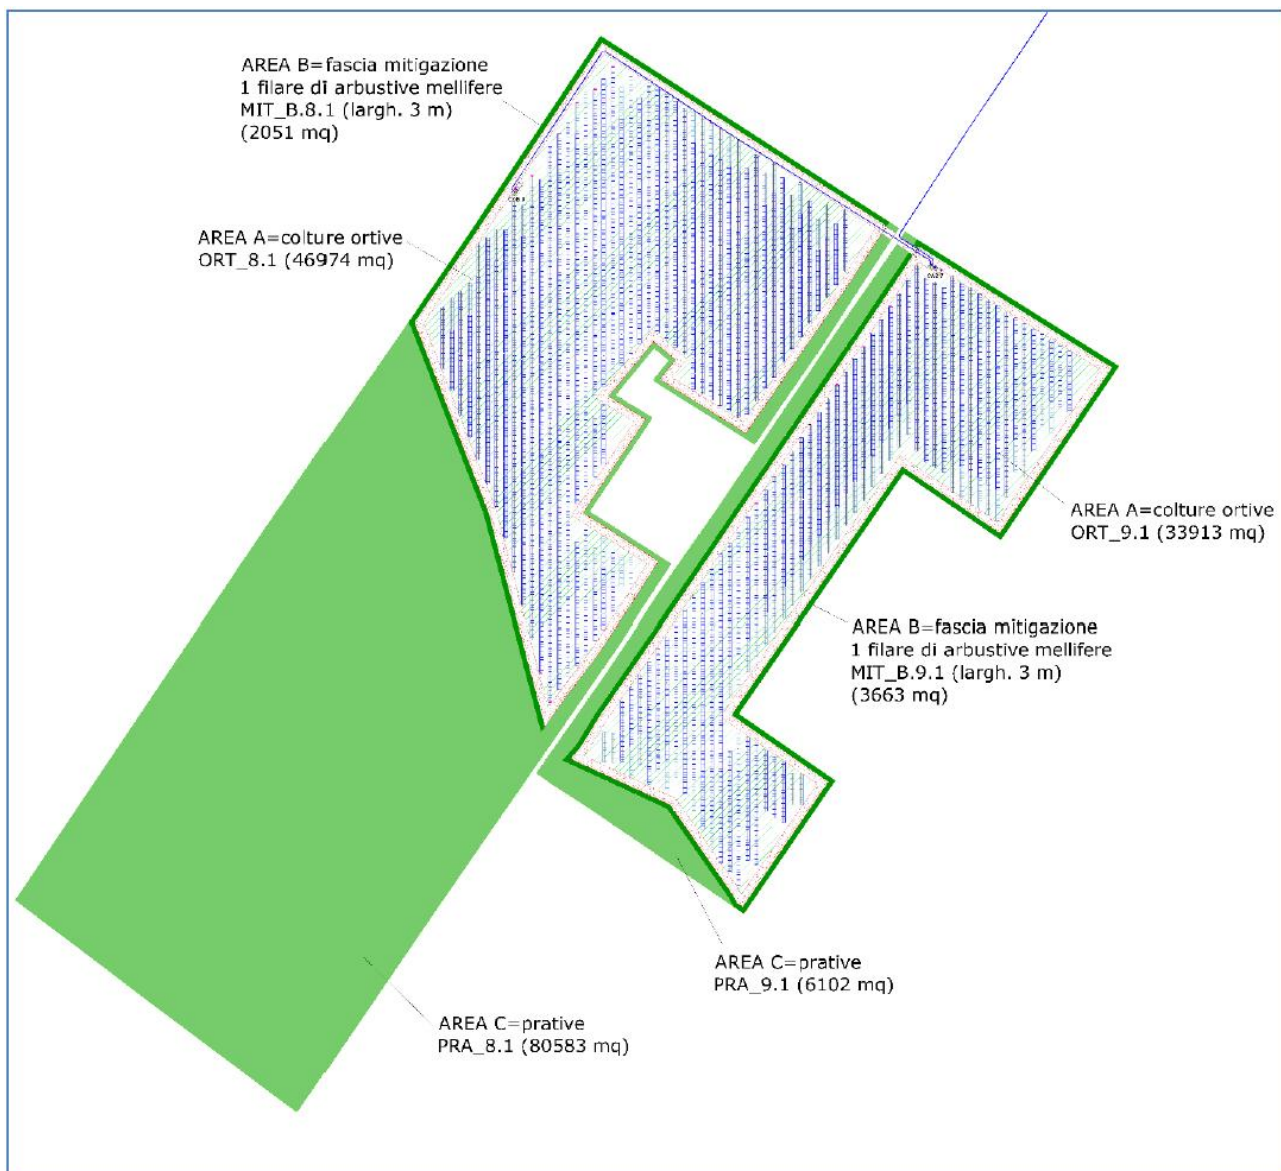 AREA B=fascia mitigazione
1 filare di arbustive mellifere
MIT_B.8.1 (largh. 3 m)
(2051 mq)
AREA A=colture ortive
ORT_8.1 (46974 mq)
AREA A=colture ortive
ORT_9.1 (33913 mq)
AREA B=fascia mitigazione
1 filare di arbustive mellifere
MIT_B.9.1 (largh. 3 m)
(3663 mq)
AREA C=prative
PRA_9.1 (6102 mq)
AREA C=prative
PRA_8.1 (80583 mq)